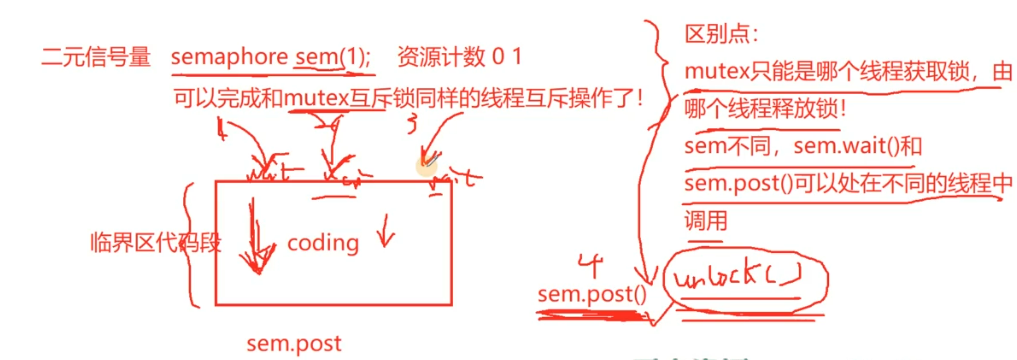 二元信号量 semaphore sem(1); 资源计数 0 1
可以完成和mutex互斥锁同样的线程互斥操作了！
1 2 3
wait wait wait
临界区代码段 coding
sem.post
区别点：
mutex只能是哪个线程获取锁，由
哪个线程释放锁！
sem不同，sem.wait()和
sem.post()可以处在不同的线程中
调用
4
sem.post() unlock()